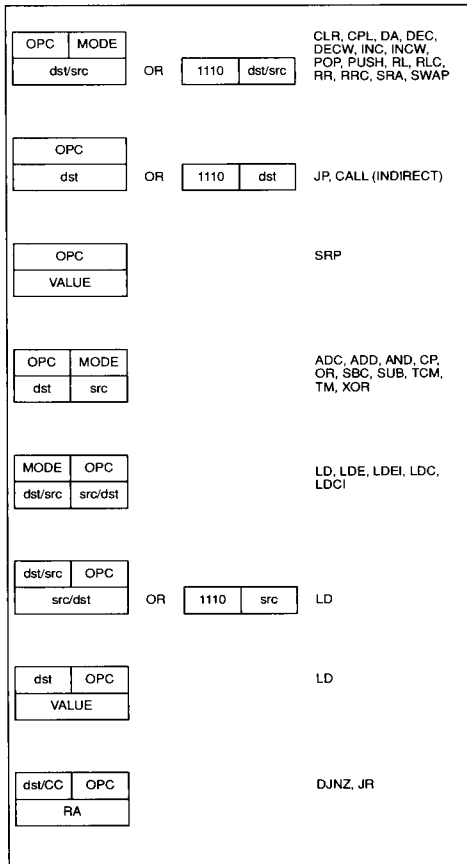 OPC MODE
dst/src OR 1110 dst/src
CLR, CPL, DA, DEC,
DECW, INC, INCW,
POP, PUSH, RL, RLC,
RR, RRC, SRA, SWAP
OPC
dst OR 1110 dst JP, CALL (INDIRECT)
OPC SRP
VALUE
OPC MODE
dst src
ADC, ADD, AND, CP,
OR, SBC, SUB, TCM,
TM, XOR
MODE OPC
dst/src src/dst
LD, LDE, LDEI, LDC,
LDCI
dst/src OPC
src/dst OR 1110 src LD
dst OPC LD
VALUE
dst/CC OPC DJNZ, JR
RA